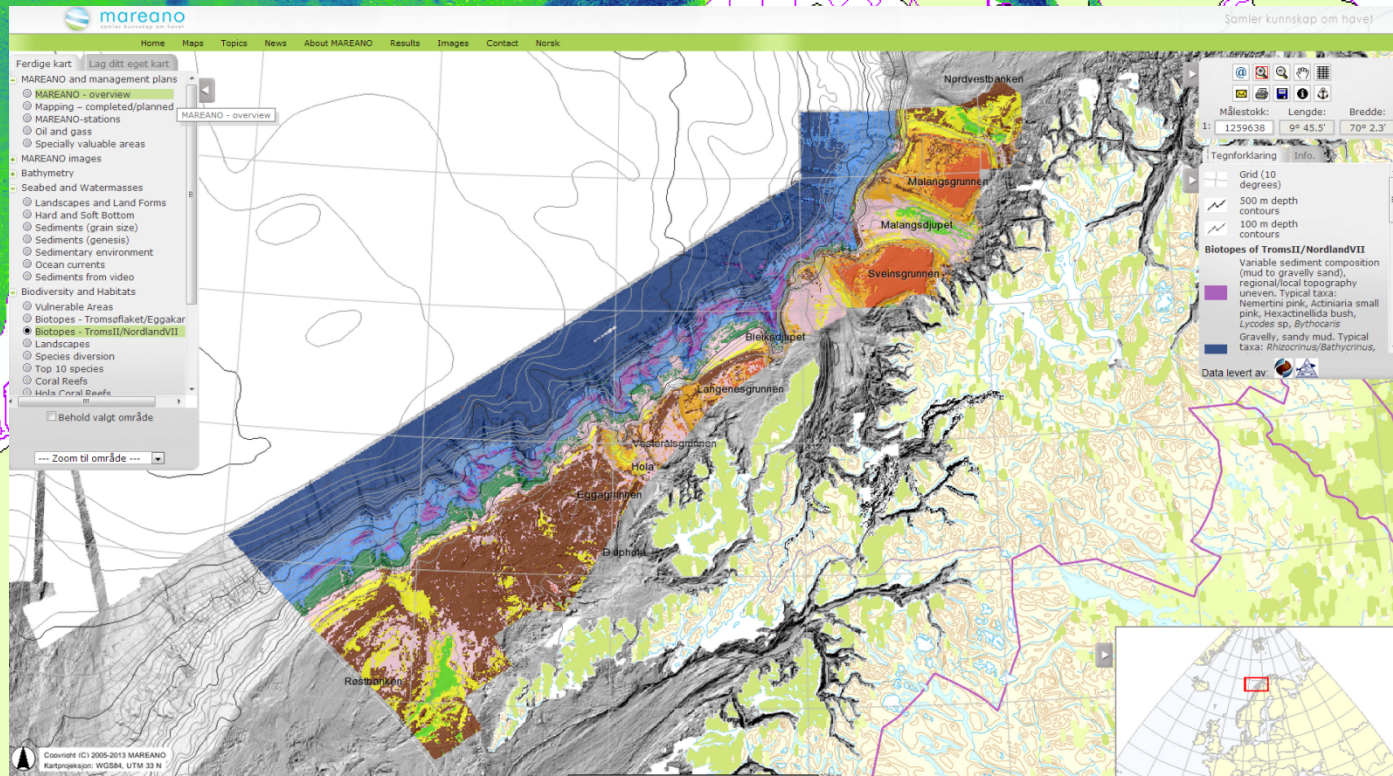 mareano
samler kunnskap om havet
Samler kunnskap om havet
Home Maps Topics News About MAREANO Results Images Contact Norsk
Ferdige kart Lag ditt eget kart
MAREANO and management plans
MAREANO - overview
Mapping – completed/planned
MAREANO-stations
Oil and gass
Specially valuable areas
MAREANO images
Bathymetry
Seabed and Watermasses
Landscapes and Land Forms
Hard and Soft Bottom
Sediments (grain size)
Sediments (genesis)
Sedimentary environment
Ocean currents
Sediments from video
Biodiversity and Habitats
Vulnerable Areas
Biotopes - Tromsøflaket/Eggakar
Biotopes - TromsII/NordlandVII
Landscapes
Species diversion
Top 10 species
Coral Reefs
Hola Coral Reefs
Behold valgt område
--- Zoom til område ---
MAREANO - overview
Nordvestbanken
Malangsgrunnen
Malangsdjupet
Sveinsgrunnen
Bleiksdjupet
Langenesgrunnen
Vesterålsgrunnen
Hola
Eggagrunnen
Djuphola
Røstbanken
Målestokk: Lengde: Bredde:
1: 1259638 9° 45.5' 70° 2.3'
Tegnforklaring Info.
Grid (10
degrees)
500 m depth
contours
100 m depth
contours
Biotopes of TromsII/NordlandVII
Variable sediment composition
(mud to gravelly sand),
regional/local topography
uneven. Typical taxa:
Nemertini pink, Actiniaria small
pink, Hexactinellida bush,
Lycodes sp, Bythocaris
Gravelly, sandy mud. Typical
taxa: Rhizocrinus/Bathycrinus,
Data levert av:
Copyright (C) 2005-2013 MAREANO
Kartprojeksjon: WGS84, UTM 33 N